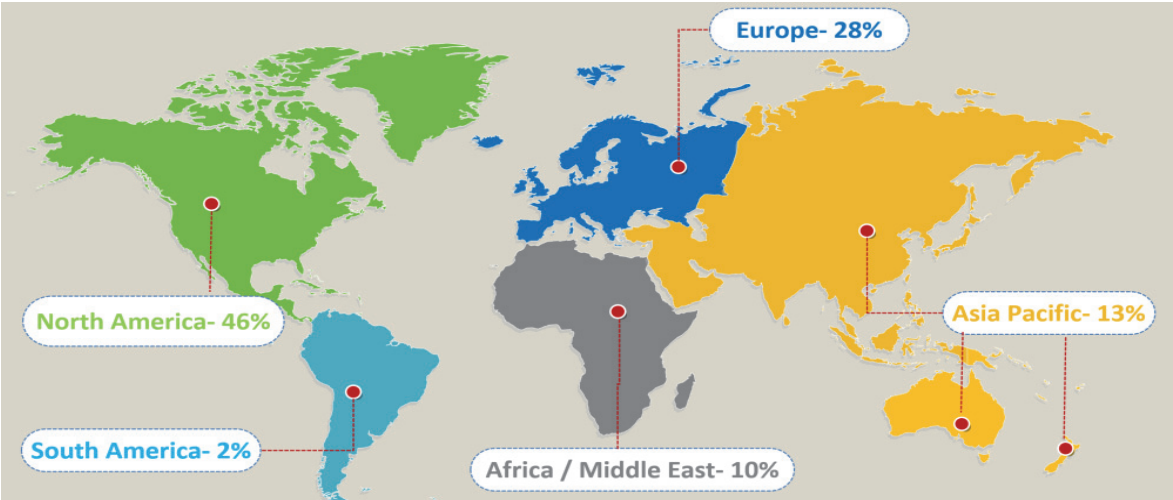 Europe- 28%
North America- 46%
Asia Pacific- 13%
South America- 2%
Africa / Middle East- 10%